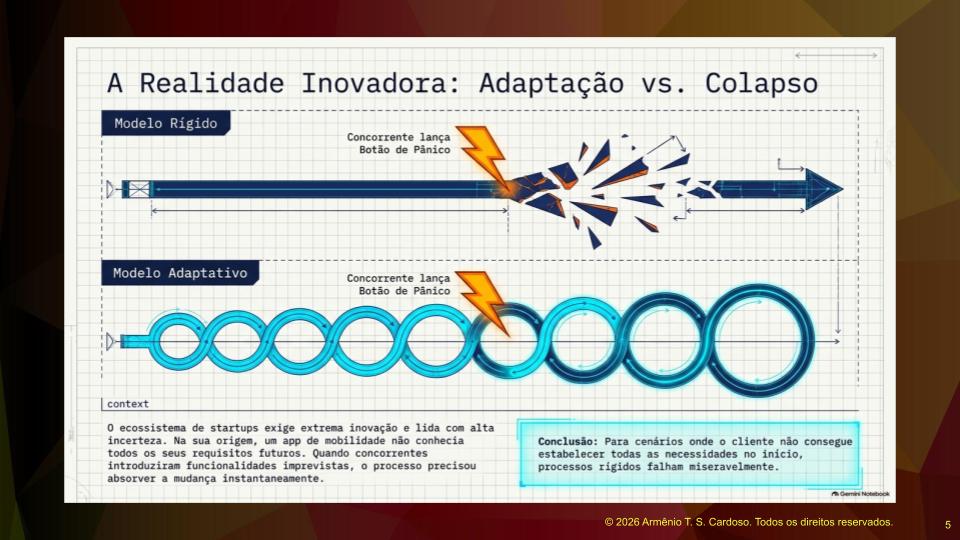 A Realidade Inovadora: Adaptação vs. Colapso
Modelo Rígido
Concorrente lança
Botão de Pânico
Modelo Adaptativo
Concorrente lança
Botão de Pânico
context
O ecossistema de startups exige extrema inovação e lida com alta
incerteza. Na sua origem, um app de mobilidade não conhecia
todos os seus requisitos futuros. Quando concorrentes
introduziram funcionalidades imprevistas, o processo precisou
absorver a mudança instantaneamente.
Conclusão: Para cenários onde o cliente não consegue
estabelecer todas as necessidades no início,
processos rígidos falham miseravelmente.
Gemini Notebook
© 2026 Armênio T. S. Cardoso. Todos os direitos reservados.
5